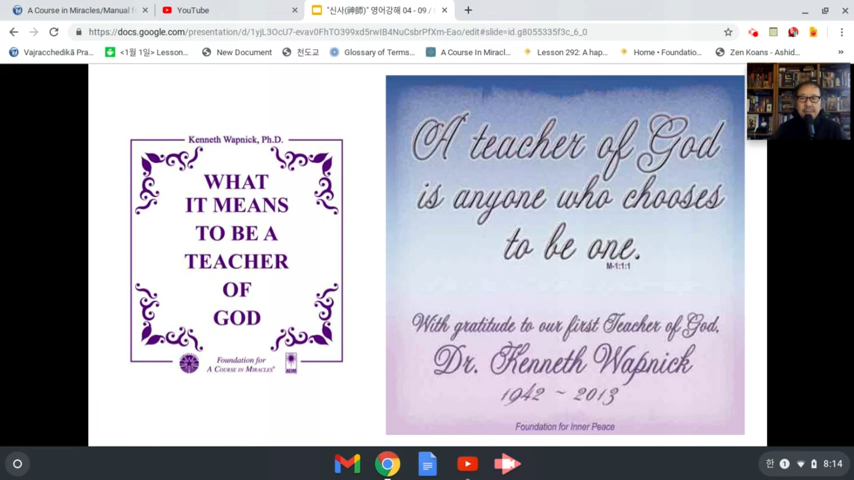 A Course in Miracles/Manual f
YouTube
"신사(神師)" 영어강해 04 - 09 /
https://docs.google.com/presentation/d/1yjL3OcU7-evav0FhTO399xd5rwIB4NuCsbrPfXm-Eao/edit#slide=id.g8055335f3c_6_0
Vajracchedikā Prajñ
<1월 1일> Lesson...
New Document
천도교
Glossary of Terms...
A Course In Miracl...
Lesson 292: A hap...
Home • Foundatio...
Zen Koans - Ashid...
Kenneth Wapnick, Ph.D.
WHAT
IT MEANS
TO BE A
TEACHER
OF
GOD
Foundation for
A COURSE IN MIRACLES®
A teacher of God
is anyone who chooses
to be one.
M-1:1:1
With gratitude to our first Teacher of God,
Dr. Kenneth Wapnick
1942 ~ 2013
Foundation for Inner Peace
한 1 8:14